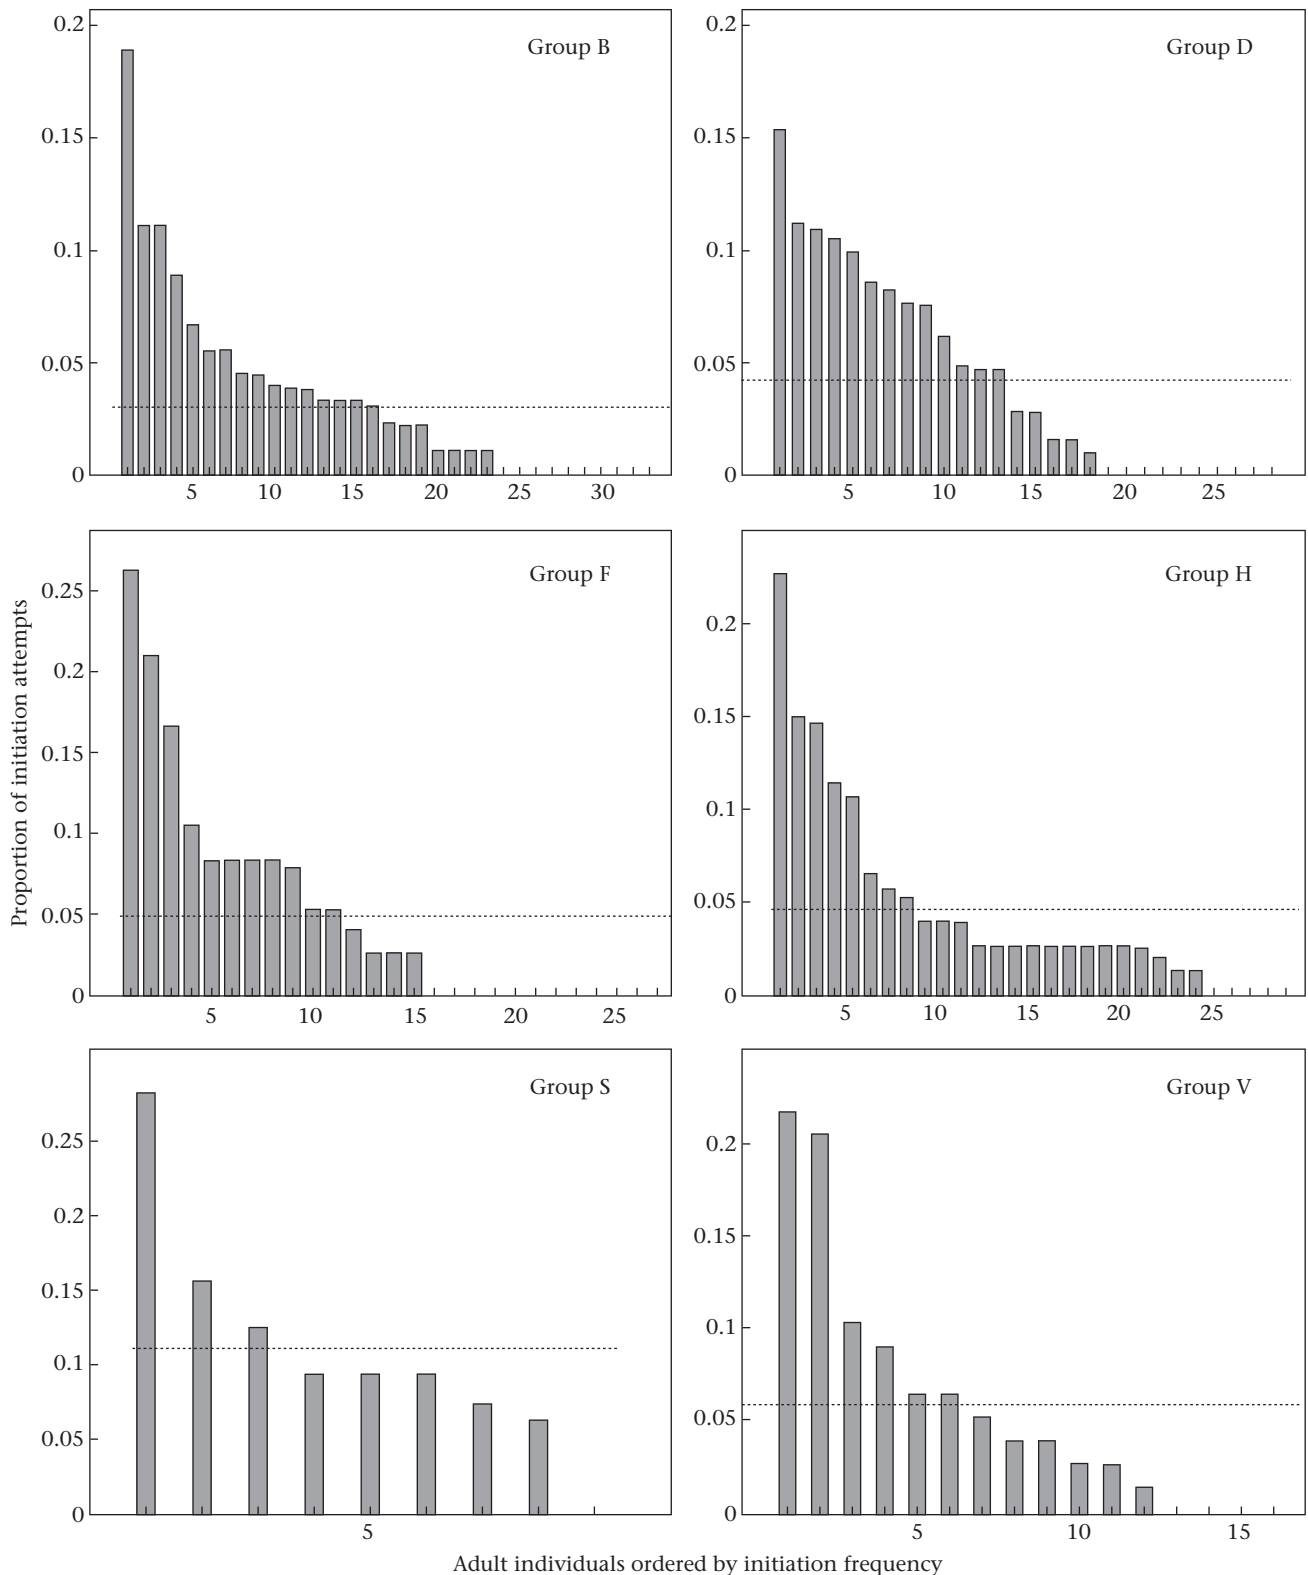 Group B
0.2
0.15
0.1
0.05
0
5 10 15 20 25 30
Group D
0.2
0.15
0.1
0.05
0
5 10 15 20 25
Proportion of initiation attempts
Group F
0.25
0.2
0.15
0.1
0.05
0
5 10 15 20 25
Group H
0.2
0.15
0.1
0.05
0
5 10 15 20 25
Group S
0.25
0.2
0.15
0.1
0.05
0
5
Group V
0.2
0.15
0.1
0.05
0
5 10 15
Adult individuals ordered by initiation frequency